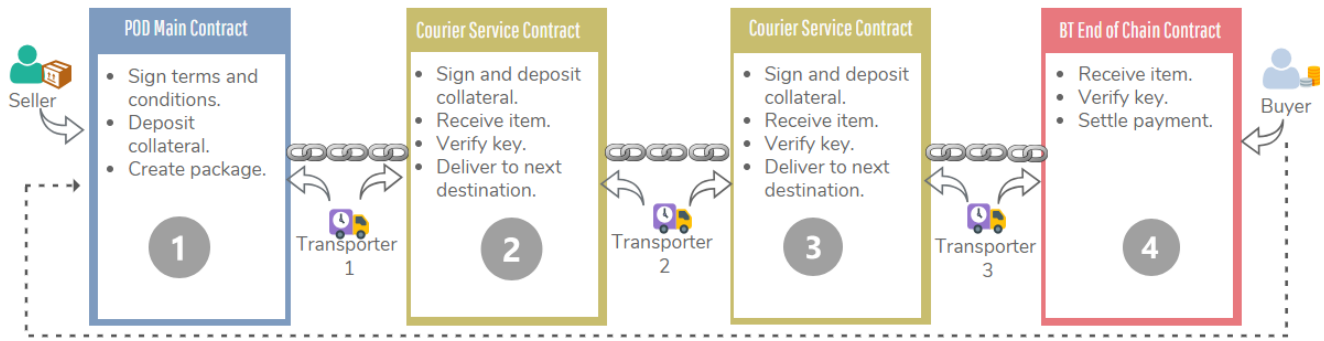 POD Main Contract
Courier Service Contract
Courier Service Contract
BT End of Chain Contract
Seller
• Sign terms and
conditions.
• Deposit
collateral.
• Create package.
1
Transporter
1
• Sign and deposit
collateral.
• Receive item.
• Verify key.
• Deliver to next
destination.
2
Transporter
2
• Sign and deposit
collateral.
• Receive item.
• Verify key.
• Deliver to next
destination.
3
Transporter
3
• Receive item.
• Verify key.
• Settle payment.
4
Buyer